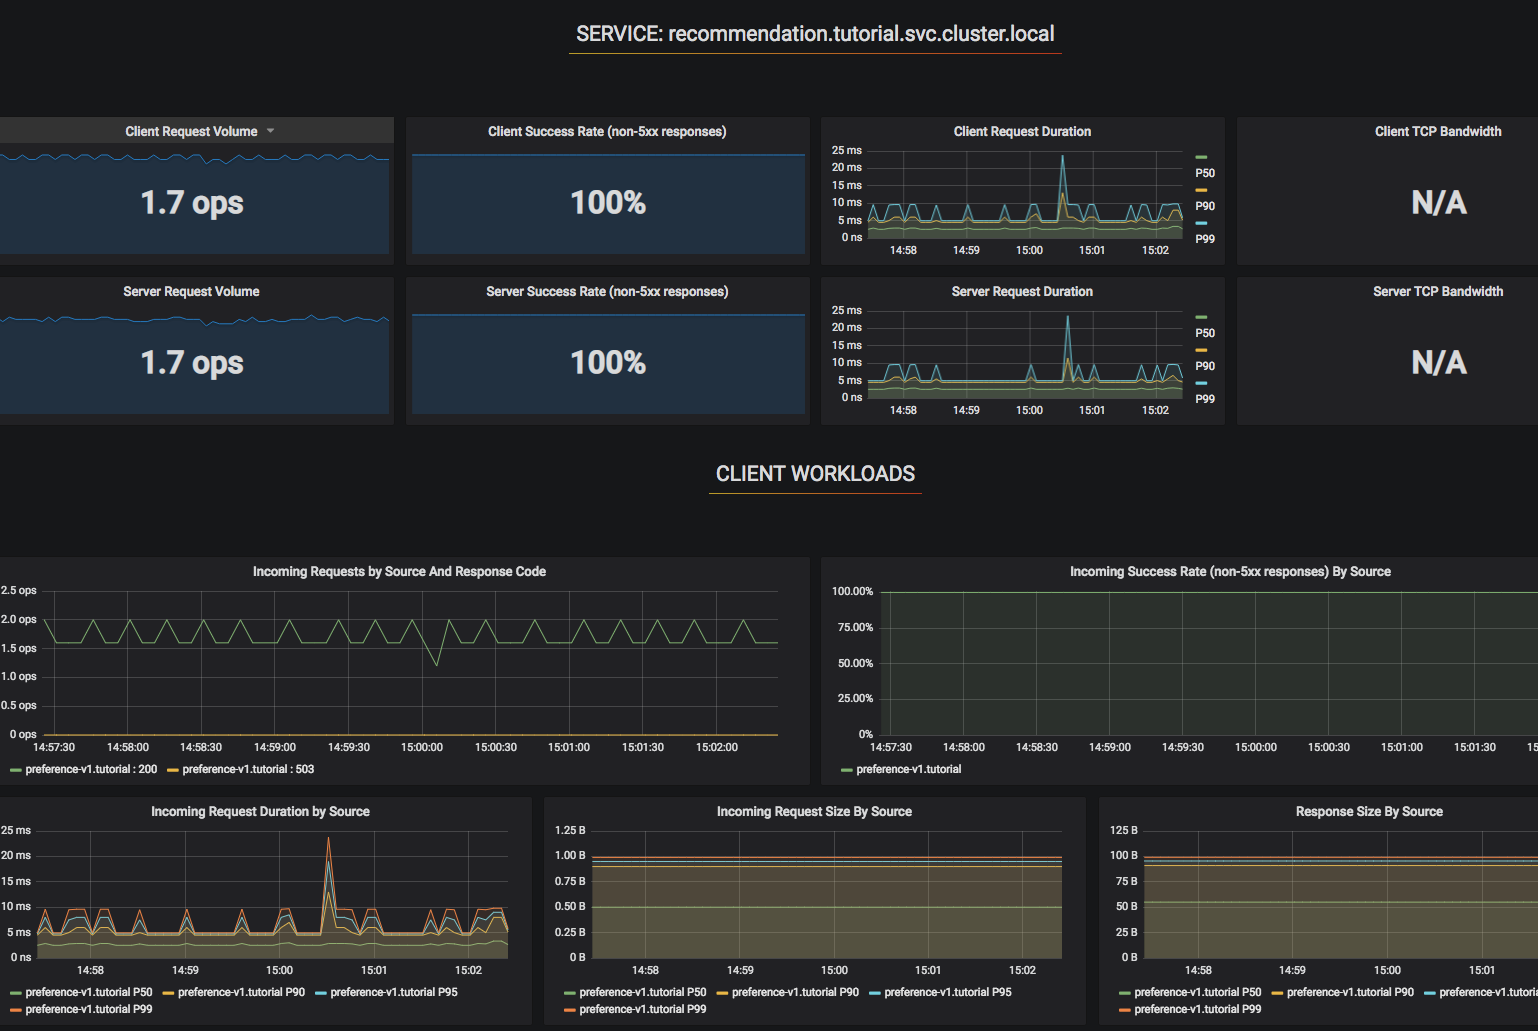 SERVICE: recommendation.tutorial.svc.cluster.local
Client Request Volume
1.7 ops
Client Success Rate (non-5xx responses)
100%
Client Request Duration
25 ms
20 ms
15 ms
10 ms
5 ms
0 ns
14:58 14:59 15:00 15:01 15:02
P50
P90
P99
Client TCP Bandwidth
N/A
Server Request Volume
1.7 ops
Server Success Rate (non-5xx responses)
100%
Server Request Duration
25 ms
20 ms
15 ms
10 ms
5 ms
0 ns
14:58 14:59 15:00 15:01 15:02
P50
P90
P99
Server TCP Bandwidth
N/A
CLIENT WORKLOADS
Incoming Requests by Source And Response Code
2.5 ops
2.0 ops
1.5 ops
1.0 ops
0.5 ops
0 ops
14:57:30 14:58:00 14:58:30 14:59:00 14:59:30 15:00:00 15:00:30 15:01:00 15:01:30 15:02:00
preference-v1.tutorial : 200 preference-v1.tutorial : 503
Incoming Success Rate (non-5xx responses) By Source
100.00%
75.00%
50.00%
25.00%
0%
14:57:30 14:58:00 14:58:30 14:59:00 14:59:30 15:00:00 15:00:30 15:01:00 15:01:30 15
preference-v1.tutorial
Incoming Request Duration by Source
25 ms
20 ms
15 ms
10 ms
5 ms
0 ns
14:58 14:59 15:00 15:01 15:02
preference-v1.tutorial P50 preference-v1.tutorial P90 preference-v1.tutorial P95
preference-v1.tutorial P99
Incoming Request Size By Source
1.25 B
1.00 B
0.75 B
0.50 B
0.25 B
0 B
14:58 14:59 15:00 15:01 15:02
preference-v1.tutorial P50 preference-v1.tutorial P90 preference-v1.tutorial P95
preference-v1.tutorial P99
Response Size By Source
125 B
100 B
75 B
50 B
25 B
0 B
14:58 14:59 15:00 15:01
preference-v1.tutorial P50 preference-v1.tutorial P90 preference-v1.tutoria
preference-v1.tutorial P99